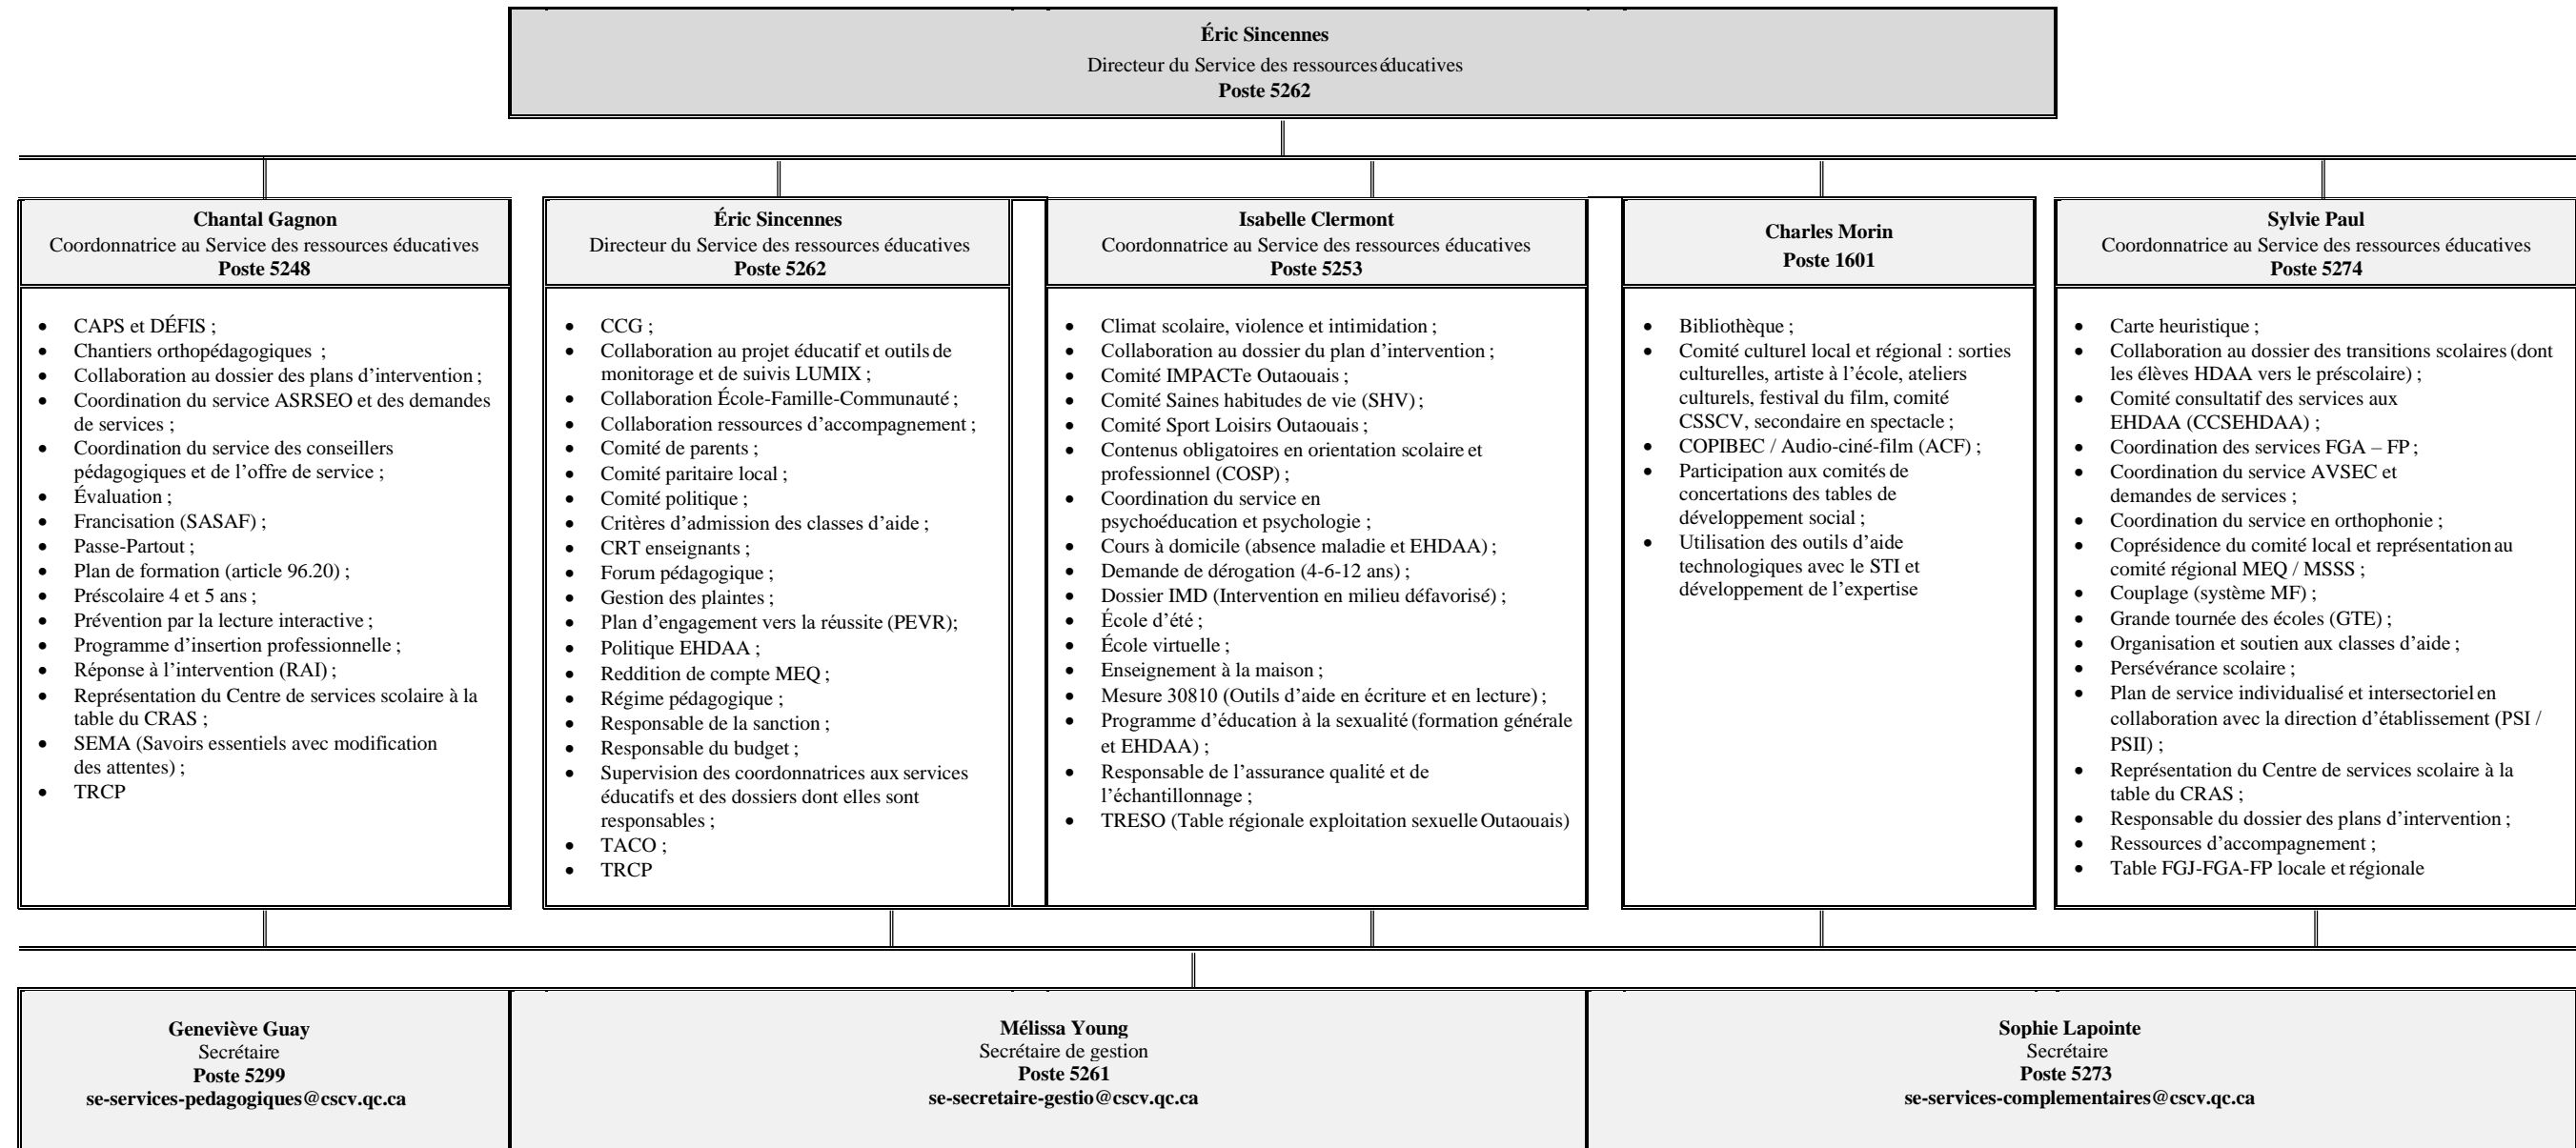 Éric Sincennes
Directeur du Service des ressources éducatives
Poste 5262
Chantal Gagnon
Coordonnatrice au Service des ressources éducatives
Poste 5248
• CAPS et DÉFIS ;
• Chantiers orthopédagogiques ;
• Collaboration au dossier des plans d’intervention ;
• Coordination du service ASRSEO et des demandes
de services ;
• Coordination du service des conseillers
pédagogiques et de l’offre de service ;
• Évaluation ;
• Francisation (SASAF) ;
• Passe-Partout ;
• Plan de formation (article 96.20) ;
• Préscolaire 4 et 5 ans ;
• Prévention par la lecture interactive ;
• Programme d’insertion professionnelle ;
• Réponse à l’intervention (RAI) ;
• Représentation du Centre de services scolaire à la
table du CRAS ;
• SEMA (Savoirs essentiels avec modification
des attentes) ;
• TRCP
Éric Sincennes
Directeur du Service des ressources éducatives
Poste 5262
• CCG ;
• Collaboration au projet éducatif et outils de
monitorage et de suivis LUMIX ;
• Collaboration École-Famille-Communauté ;
• Collaboration ressources d’accompagnement ;
• Comité de parents ;
• Comité paritaire local ;
• Comité politique ;
• Critères d’admission des classes d’aide ;
• CRT enseignants ;
• Forum pédagogique ;
• Gestion des plaintes ;
• Plan d’engagement vers la réussite (PEVR);
• Politique EHDAA ;
• Reddition de compte MEQ ;
• Régime pédagogique ;
• Responsable de la sanction ;
• Responsable du budget ;
• Supervision des coordonnatrices aux services
éducatifs et des dossiers dont elles sont
responsables ;
• TACO ;
• TRCP
Isabelle Clermont
Coordonnatrice au Service des ressources éducatives
Poste 5253
• Climat scolaire, violence et intimidation ;
• Collaboration au dossier du plan d’intervention ;
• Comité IMPACTe Outaouais ;
• Comité Saines habitudes de vie (SHV) ;
• Comité Sport Loisirs Outaouais ;
• Contenus obligatoires en orientation scolaire et
professionnel (COSP) ;
• Coordination du service en
psychoéducation et psychologie ;
• Cours à domicile (absence maladie et EHDAA) ;
• Demande de dérogation (4-6-12 ans) ;
• Dossier IMD (Intervention en milieu défavorisé) ;
• École d’été ;
• École virtuelle ;
• Enseignement à la maison ;
• Mesure 30810 (Outils d’aide en écriture et en lecture) ;
• Programme d’éducation à la sexualité (formation générale
et EHDAA) ;
• Responsable de l’assurance qualité et de
l’échantillonnage ;
• TRESO (Table régionale exploitation sexuelle Outaouais)
Charles Morin
Poste 1601
• Bibliothèque ;
• Comité culturel local et régional : sorties
culturelles, artiste à l’école, ateliers
culturels, festival du film, comité
CSSCV, secondaire en spectacle ;
• COPIBEC / Audio-ciné-film (ACF) ;
• Participation aux comités de
concertations des tables de
développement social ;
• Utilisation des outils d’aide
technologiques avec le STI et
développement de l’expertise
Sylvie Paul
Coordonnatrice au Service des ressources éducatives
Poste 5274
• Carte heuristique ;
• Collaboration au dossier des transitions scolaires (dont
les élèves HDAA vers le préscolaire) ;
• Comité consultatif des services aux
EHDAA (CCSEHDAA) ;
• Coordination des services FGA – FP ;
• Coordination du service AVSEC et
demandes de services ;
• Coordination du service en orthophonie ;
• Coprésidence du comité local et représentation au
comité régional MEQ / MSSS ;
• Couplage (système MF) ;
• Grande tournée des écoles (GTE) ;
• Organisation et soutien aux classes d’aide ;
• Persévérance scolaire ;
• Plan de service individualisé et intersectoriel en
collaboration avec la direction d’établissement (PSI /
PSII) ;
• Représentation du Centre de services scolaire à la
table du CRAS ;
• Responsable du dossier des plans d’intervention ;
• Ressources d’accompagnement ;
• Table FGJ-FGA-FP locale et régionale
Geneviève Guay
Secrétaire
Poste 5299
se-services-pedagogiques@cscv.qc.ca
Mélissa Young
Secrétaire de gestion
Poste 5261
se-secretaire-gestio@cscv.qc.ca
Sophie Lapointe
Secrétaire
Poste 5273
se-services-complementaires@cscv.qc.ca